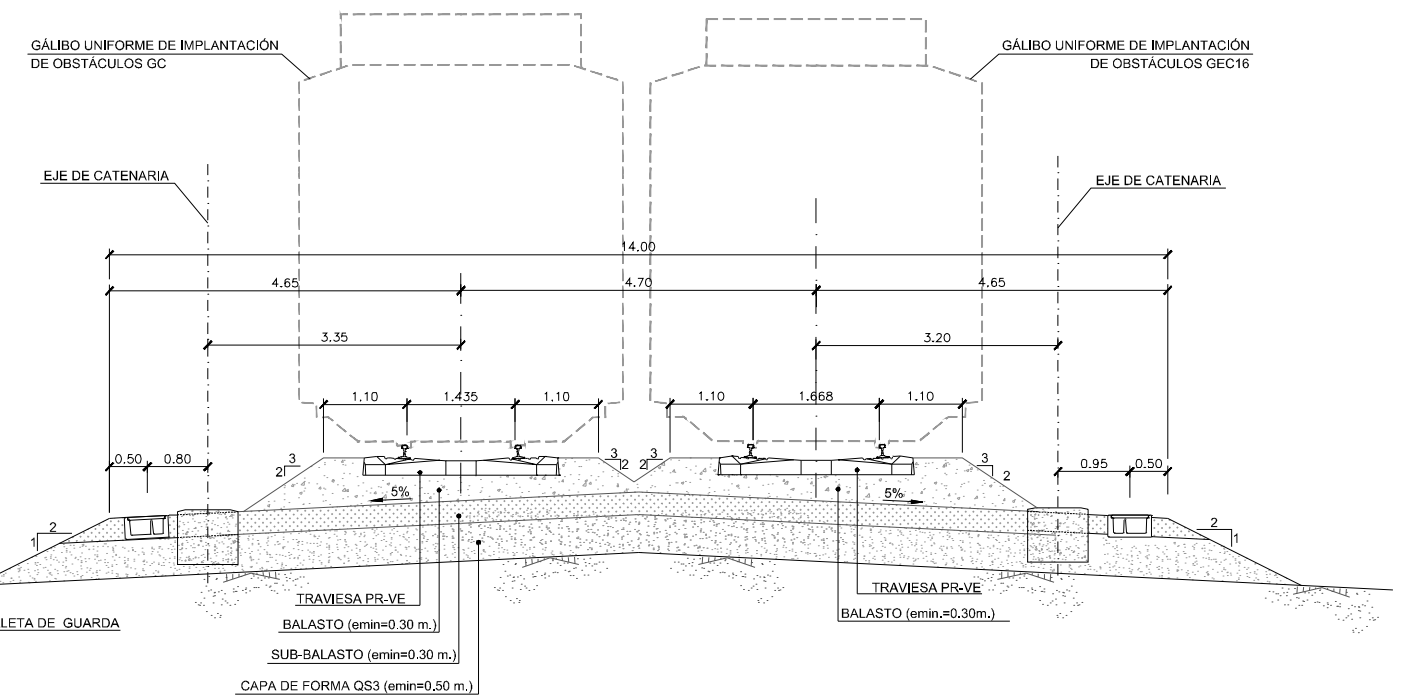 GÁLIBO UNIFORME DE IMPLANTACIÓN
DE OBSTÁCULOS GC
GÁLIBO UNIFORME DE IMPLANTACIÓN
DE OBSTÁCULOS GEC16
EJE DE CATENARIA
EJE DE CATENARIA
14.00
4.65
4.70
4.65
3.35
3.20
1.10
1.435
1.10
1.10
1.668
1.10
0.50
0.80
3
2
3
2
3
2
3
2
0.95
0.50
5%
5%
2
1
2
1
TRAVIESA PR-VE
TRAVIESA PR-VE
BALASTO (emin=0.30 m.)
BALASTO (emin.=0.30m.)
LETA DE GUARDA
SUB-BALASTO (emin=0.30 m.)
CAPA DE FORMA QS3 (emin=0.50 m.)